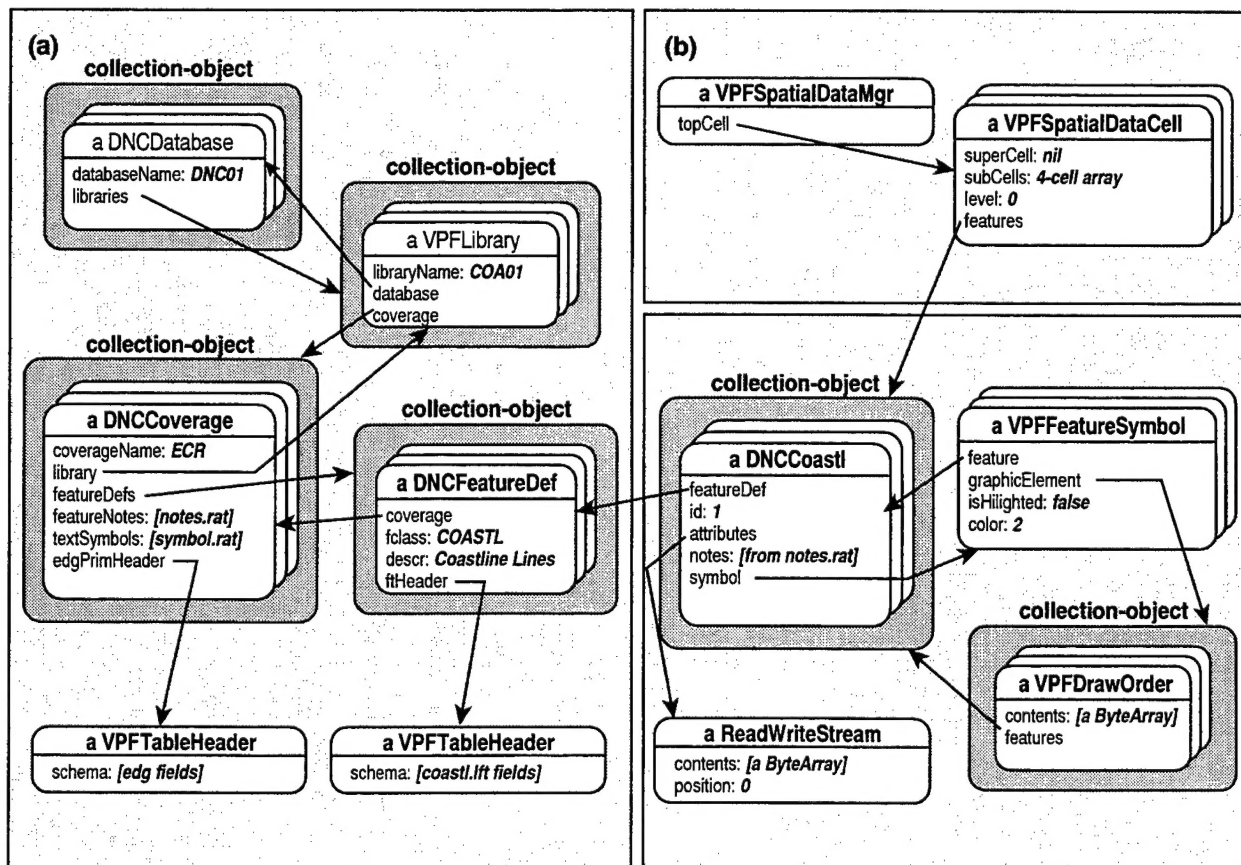 (a)
collection-object
a DNCDatabase
databaseName: DNC01
libraries
collection-object
a VPFLibrary
libraryName: COA01
database
coverage
collection-object
a DNCCoverage
coverageName: ECR
library
featureDefs
featureNotes: [notes.rat]
textSymbols: [symbol.rat]
edgPrimHeader
collection-object
a DNCFeatureDef
coverage
fclass: COASTL
descr: Coastline Lines
ftHeader
a VPFTableHeader
schema: [edg fields]
a VPFTableHeader
schema: [coastl.lft fields]
(b)
a VPFSpatialDataMgr
topCell
a VPFSpatialDataCell
superCell: nil
subCells: 4-cell array
level: 0
features
collection-object
a DNCCoastl
featureDef
id: 1
attributes
notes: [from notes.rat]
symbol
a VPFFeatureSymbol
feature
graphicElement
isHilighted: false
color: 2
collection-object
a VPFDrawOrder
contents: [a ByteArray]
features
a ReadWriteStream
contents: [a ByteArray]
position: 0